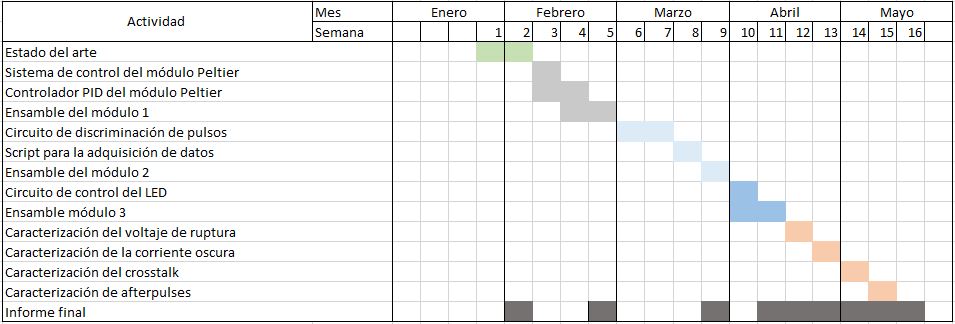 Actividad
Mes Enero Febrero Marzo Abril Mayo
Semana 1 2 3 4 5 6 7 8 9 10 11 12 13 14 15 16
Estado del arte
Sistema de control del módulo Peltier
Controlador PID del módulo Peltier
Ensamble del módulo 1
Circuito de discriminación de pulsos
Script para la adquisición de datos
Ensamble del módulo 2
Circuito de control del LED
Ensamble módulo 3
Caracterización del voltaje de ruptura
Caracterización de la corriente oscura
Caracterización del crosstalk
Caracterización de afterpulses
Informe final